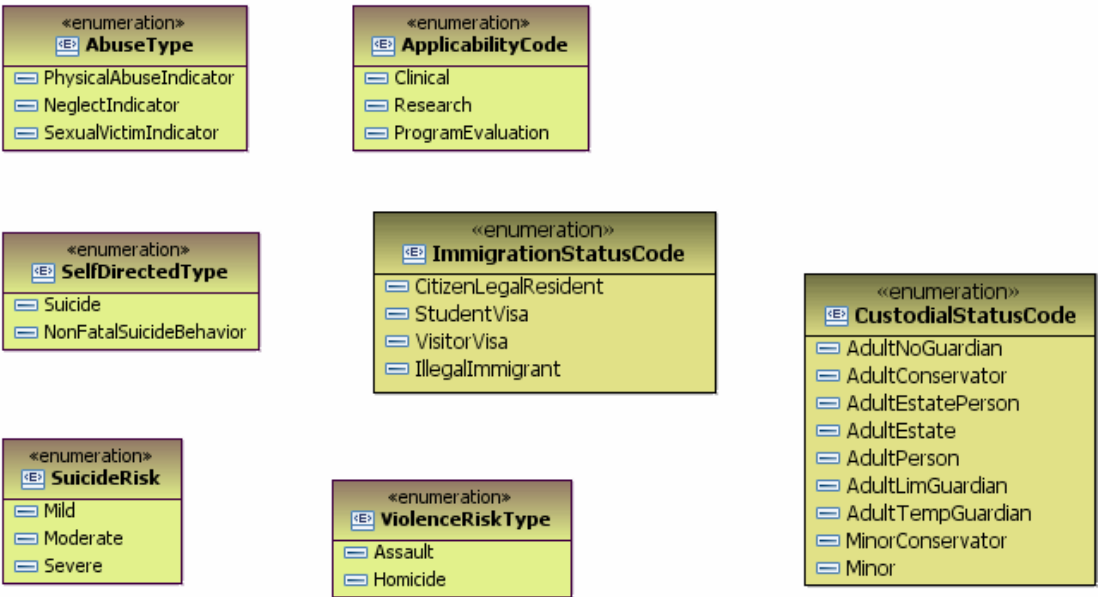 «enumeration»
AbuseType
PhysicalAbuseIndicator
NeglectIndicator
SexualVictimIndicator
«enumeration»
ApplicabilityCode
Clinical
Research
ProgramEvaluation
«enumeration»
SelfDirectedType
Suicide
NonFatalSuicideBehavior
«enumeration»
ImmigrationStatusCode
CitizenLegalResident
StudentVisa
VisitorVisa
IllegalImmigrant
«enumeration»
CustodialStatusCode
AdultNoGuardian
AdultConservator
AdultEstatePerson
AdultEstate
AdultPerson
AdultLimGuardian
AdultTempGuardian
MinorConservator
Minor
«enumeration»
SuicideRisk
Mild
Moderate
Severe
«enumeration»
ViolenceRiskType
Assault
Homicide